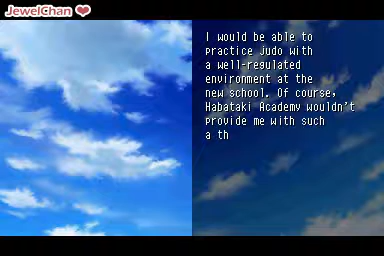 JewelChan
I would be able to
practice judo with
a well-regulated
environment at the
new school. Of course,
Habataki Academy wouldn't
provide me with such
a th